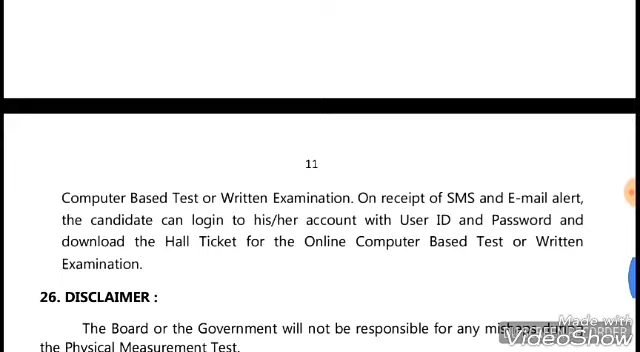 11
Computer Based Test or Written Examination. On receipt of SMS and E-mail alert,
the candidate can login to his/her account with User ID and Password and
download the Hall Ticket for the Online Computer Based Test or Written
Examination.
26. DISCLAIMER :
The Board or the Government will not be responsible for any mishaps during
the Physical Measurement Test.
Made with
VideoShow